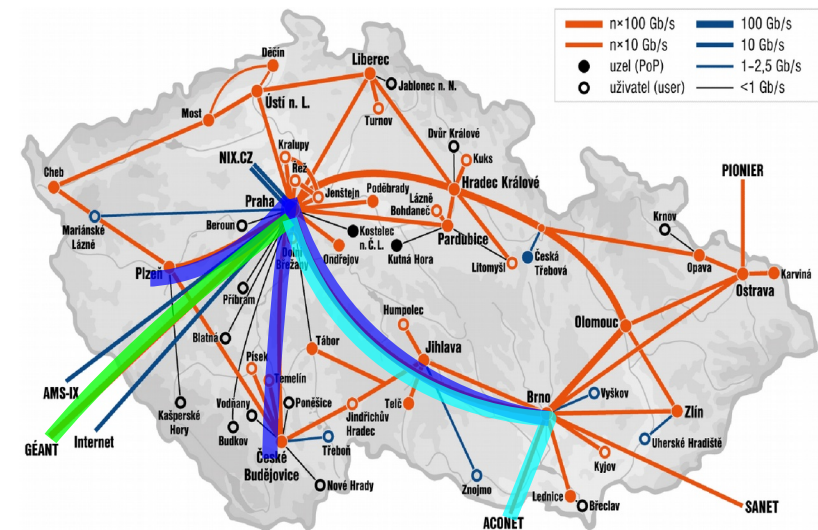 n×100 Gb/s
100 Gb/s
n×10 Gb/s
10 Gb/s
uzel (PoP)
1–2,5 Gb/s
uživatel (user)
<1 Gb/s
Děčín
Liberec
Jablonec n. N.
Ústí n. L.
Most
Turnov
Dvůr Králové
Kralupy
Kuks
NIX.CZ
Řež
PIONIER
Cheb
Jenštejn
Hradec Králové
Poděbrady
Praha
Lázně
Bohdaneč
Krnov
Mariánské
Lázně
Beroun
Kostelec
n. Č. L.
Pardubice
Dolní
Břežany
Ondřejov
Kutná Hora
Litomyšl
Česká
Třebová
Opava
Karviná
Plzeň
Ostrava
Příbram
Humpolec
Olomouc
Blatná
Tábor
Jihlava
Písek
Temelín
AMS-IX
Brno
Vyškov
Kašperské
Hory
Vodňany
Poněšice
Telč
Zlín
Budkov
Jindřichův
Hradec
GÉANT
Internet
Třeboň
Uherské Hradiště
České
Budějovice
Kyjov
Nové Hrady
Znojmo
Lednice
Břeclav
SANET
ACONET